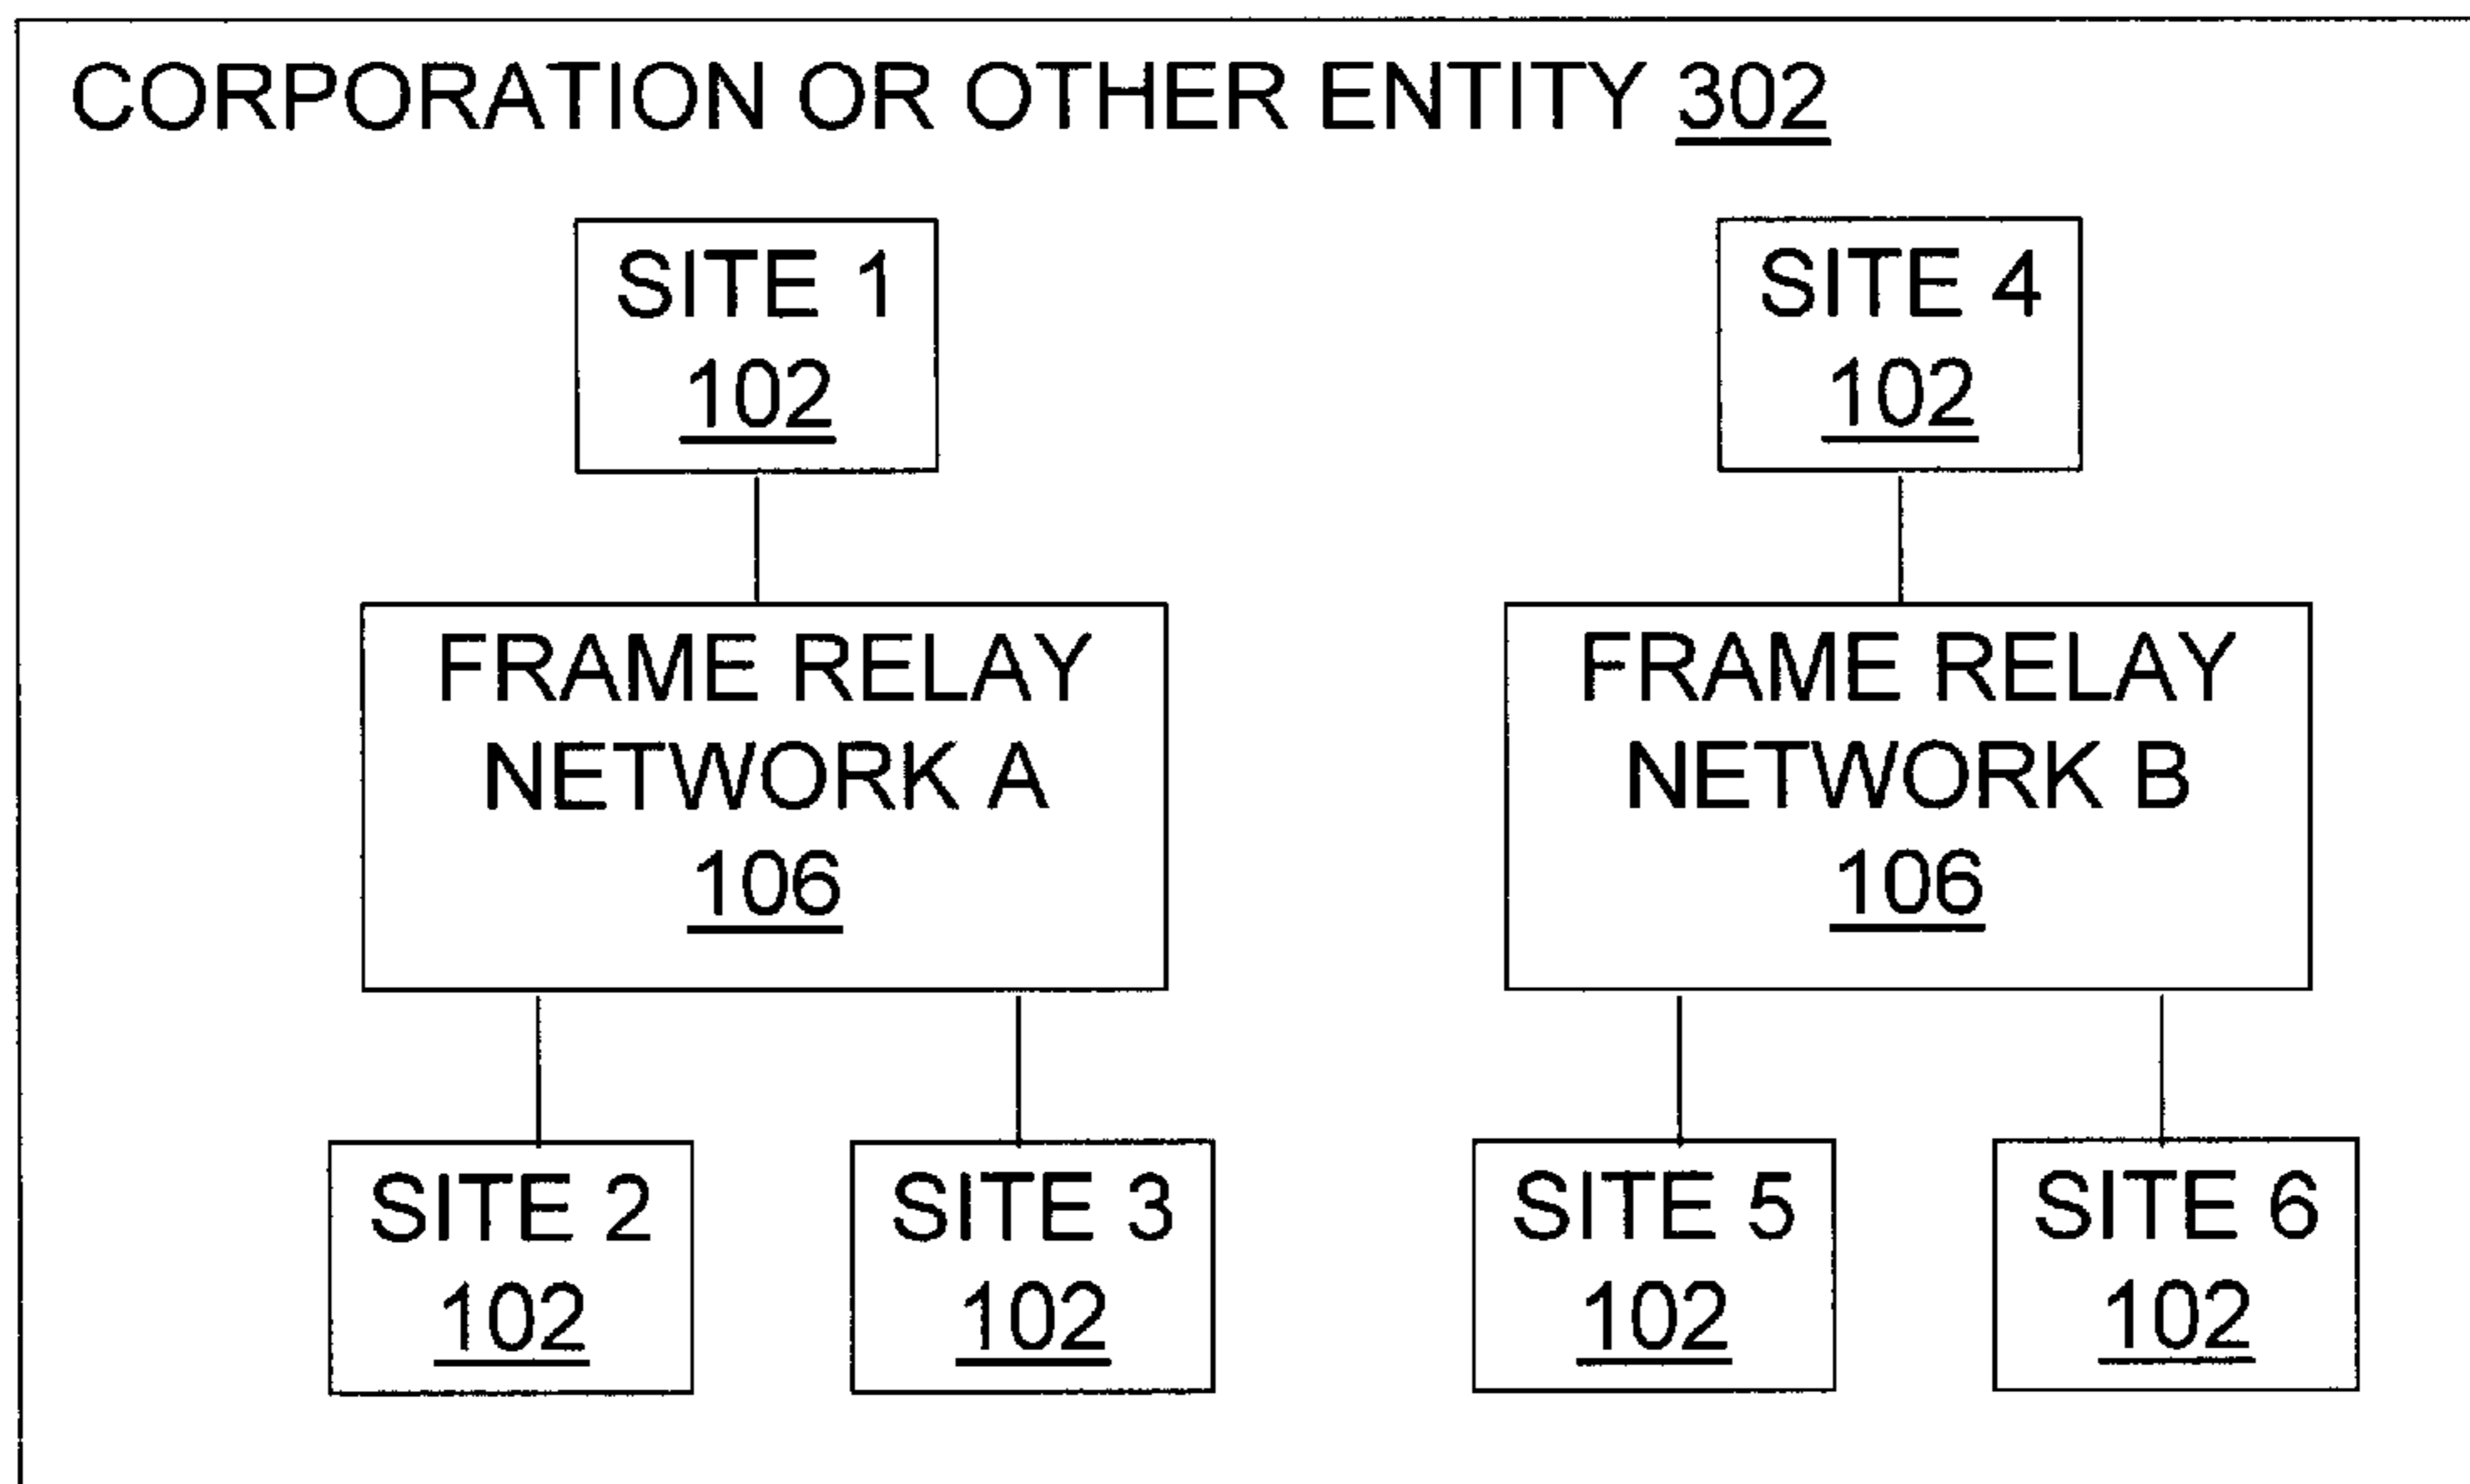 CORPORATION OR OTHER ENTITY 302
SITE 1
102
SITE 4
102
FRAME RELAY
NETWORK A
106
FRAME RELAY
NETWORK B
106
SITE 2
102
SITE 3
102
SITE 5
102
SITE 6
102